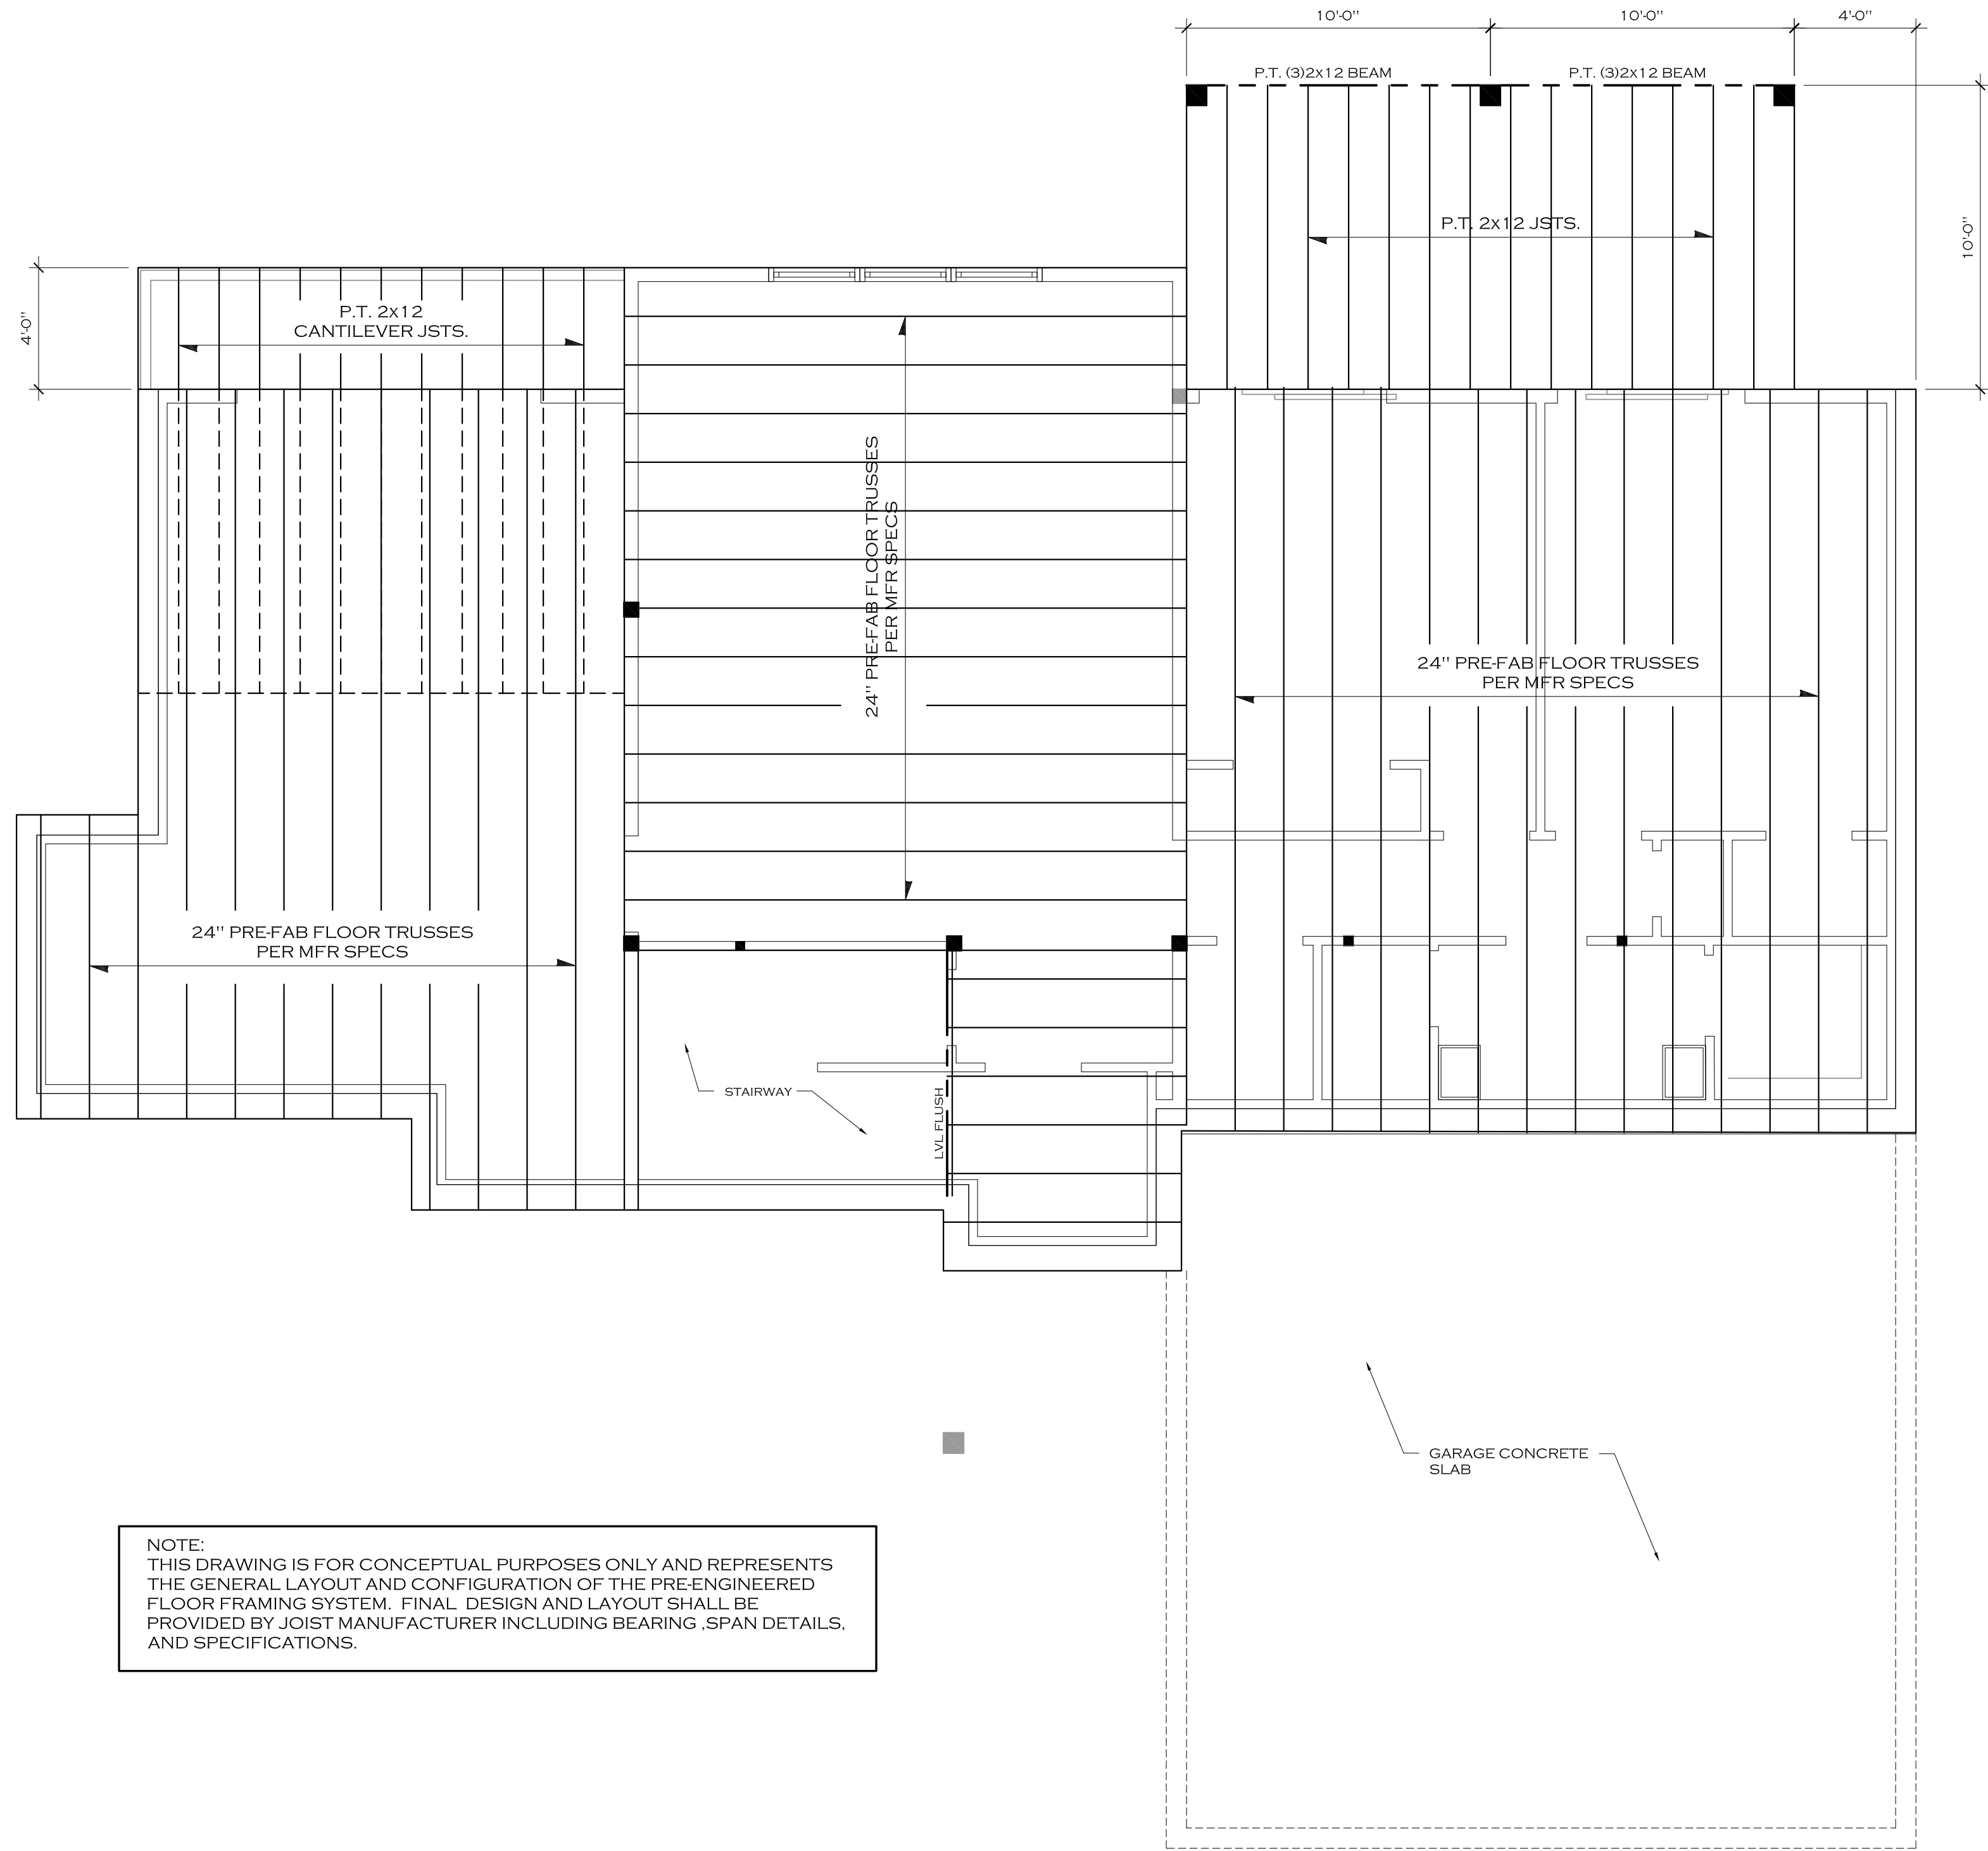 10'-0"
10'-0"
4'-0"
P.T. (3)2x12 BEAM
P.T. (3)2x12 BEAM
P.T. 2x12 JSTS.
10'-0"
4'-0"
P.T. 2x12
CANTILEVER JSTS.
24" PRE-FAB FLOOR TRUSSES
PER MFR SPECS
24" PRE-FAB FLOOR TRUSSES
PER MFR SPECS
24" PRE-FAB FLOOR TRUSSES
PER MFR SPECS
STAIRWAY
LVL FLUSH
GARAGE CONCRETE
SLAB
NOTE:
THIS DRAWING IS FOR CONCEPTUAL PURPOSES ONLY AND REPRESENTS
THE GENERAL LAYOUT AND CONFIGURATION OF THE PRE-ENGINEERED
FLOOR FRAMING SYSTEM. FINAL DESIGN AND LAYOUT SHALL BE
PROVIDED BY JOIST MANUFACTURER INCLUDING BEARING ,SPAN DETAILS,
AND SPECIFICATIONS.